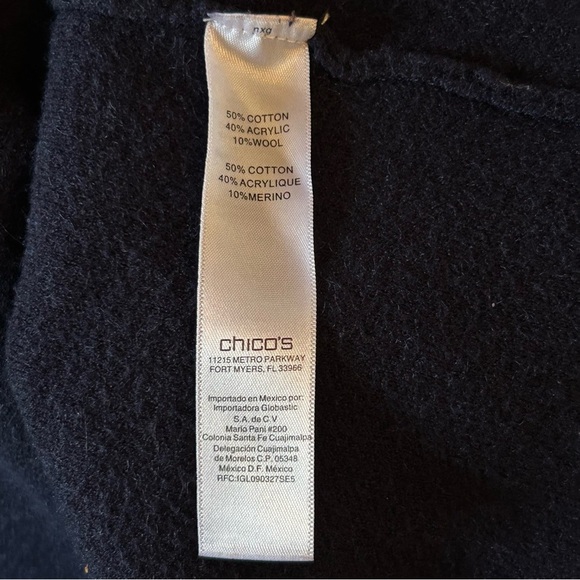 nxg
50% COTTON
40% ACRYLIC
10%WOOL
50% COTTON
40% ACRYLIQUE
10%MERINO
chico's
11215 METRO PARKWAY
FORT MYERS, FL 33966
Importado en Mexico por:
Importadora Globastic
S.A. de C.V
Mario Pani #200
Colonia Santa Fe Cuajimalpa
Delegación Cuajimalpa
de Morelos C.P. 05348
México D.F. México
RFC:IGL090327SE5